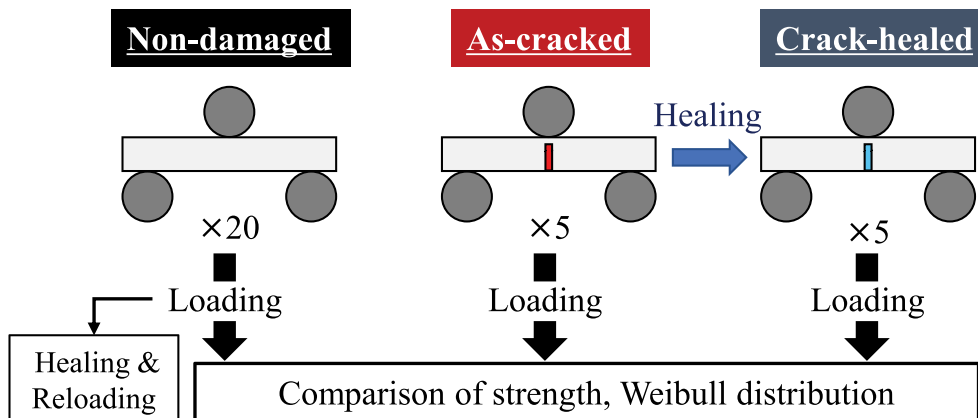 Non-damaged
As-cracked
Crack-healed
Healing
×20
×5
×5
Loading
Loading
Loading
Healing &
Reloading
Comparison of strength, Weibull distribution